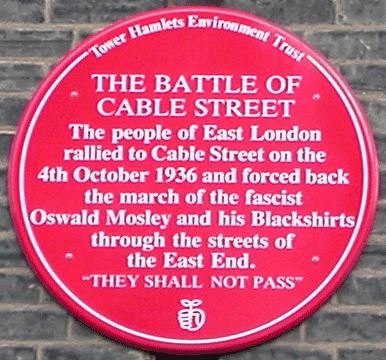 Tower Hamlets Environment Trust
THE BATTLE OF
CABLE STREET
The people of East London
rallied to Cable Street on the
4th October 1936 and forced back
the march of the fascist
Oswald Mosley and his Blackshirts
through the streets of
the East End.
"THEY SHALL NOT PASS"